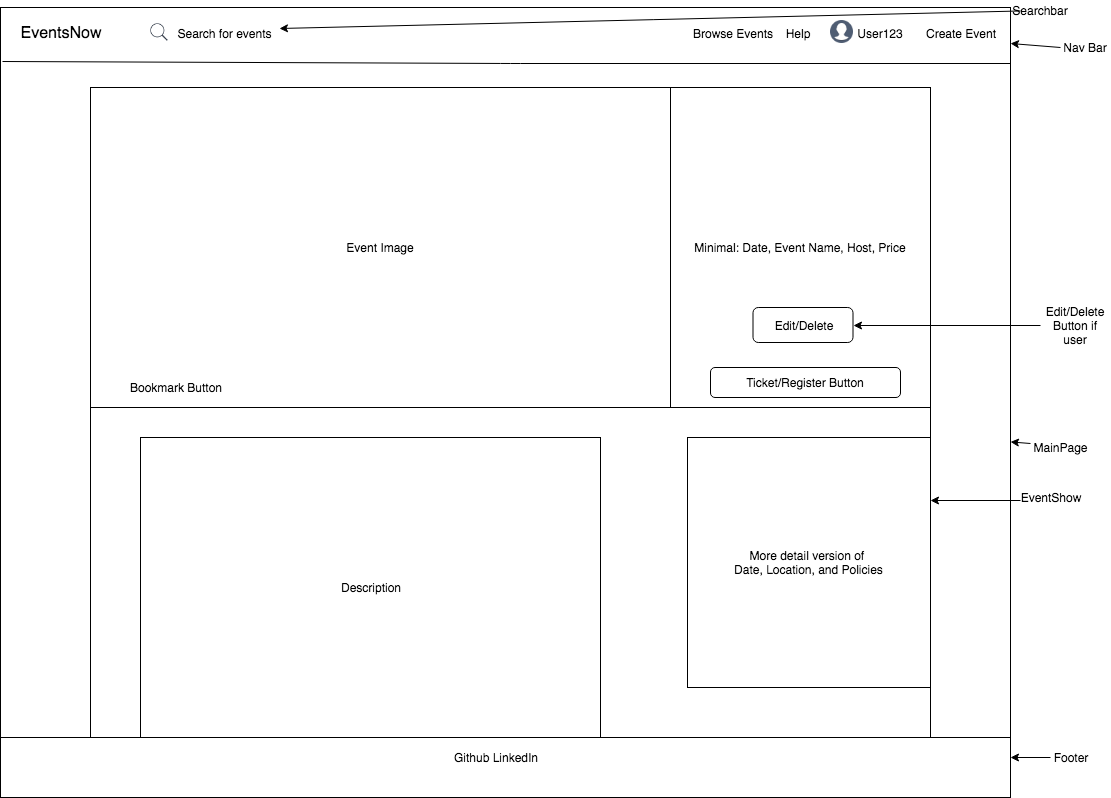 Searchbar
EventsNow
Search for events
Browse Events
Help
User123
Create Event
Nav Bar
Event Image
Minimal: Date, Event Name, Host, Price
Edit/Delete
Edit/Delete
Button if
user
Bookmark Button
Ticket/Register Button
MainPage
EventShow
More detail version of
Date, Location, and Policies
Description
Github LinkedIn
Footer